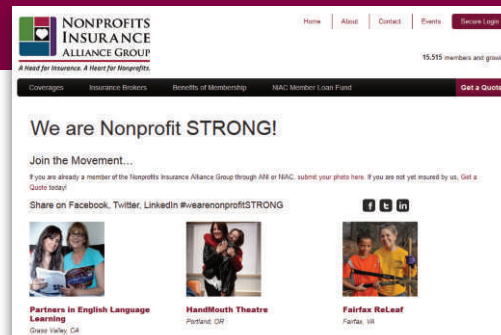 NONPROFITS
INSURANCE
ALLIANCE GROUP
A Head for Insurance. A Heart for Nonprofits.
Home About Contact Events Secure Login
15,515 members and growi
Coverages Insurance Brokers Benefits of Membership NIAC Member Loan Fund Get a Quote
We are Nonprofit STRONG!
Join the Movement...
If you are already a member of the Nonprofits Insurance Alliance Group through ANI or NIAC, submit your photo here. If you are not yet insured by us, Get a
Quote today!
Share on Facebook, Twitter, LinkedIn #wearenonprofitSTRONG
Partners in English Language
Learning
Grass Valley, CA
HandMouth Theatre
Portland, OR
Fairfax ReLeaf
Fairfax, VA